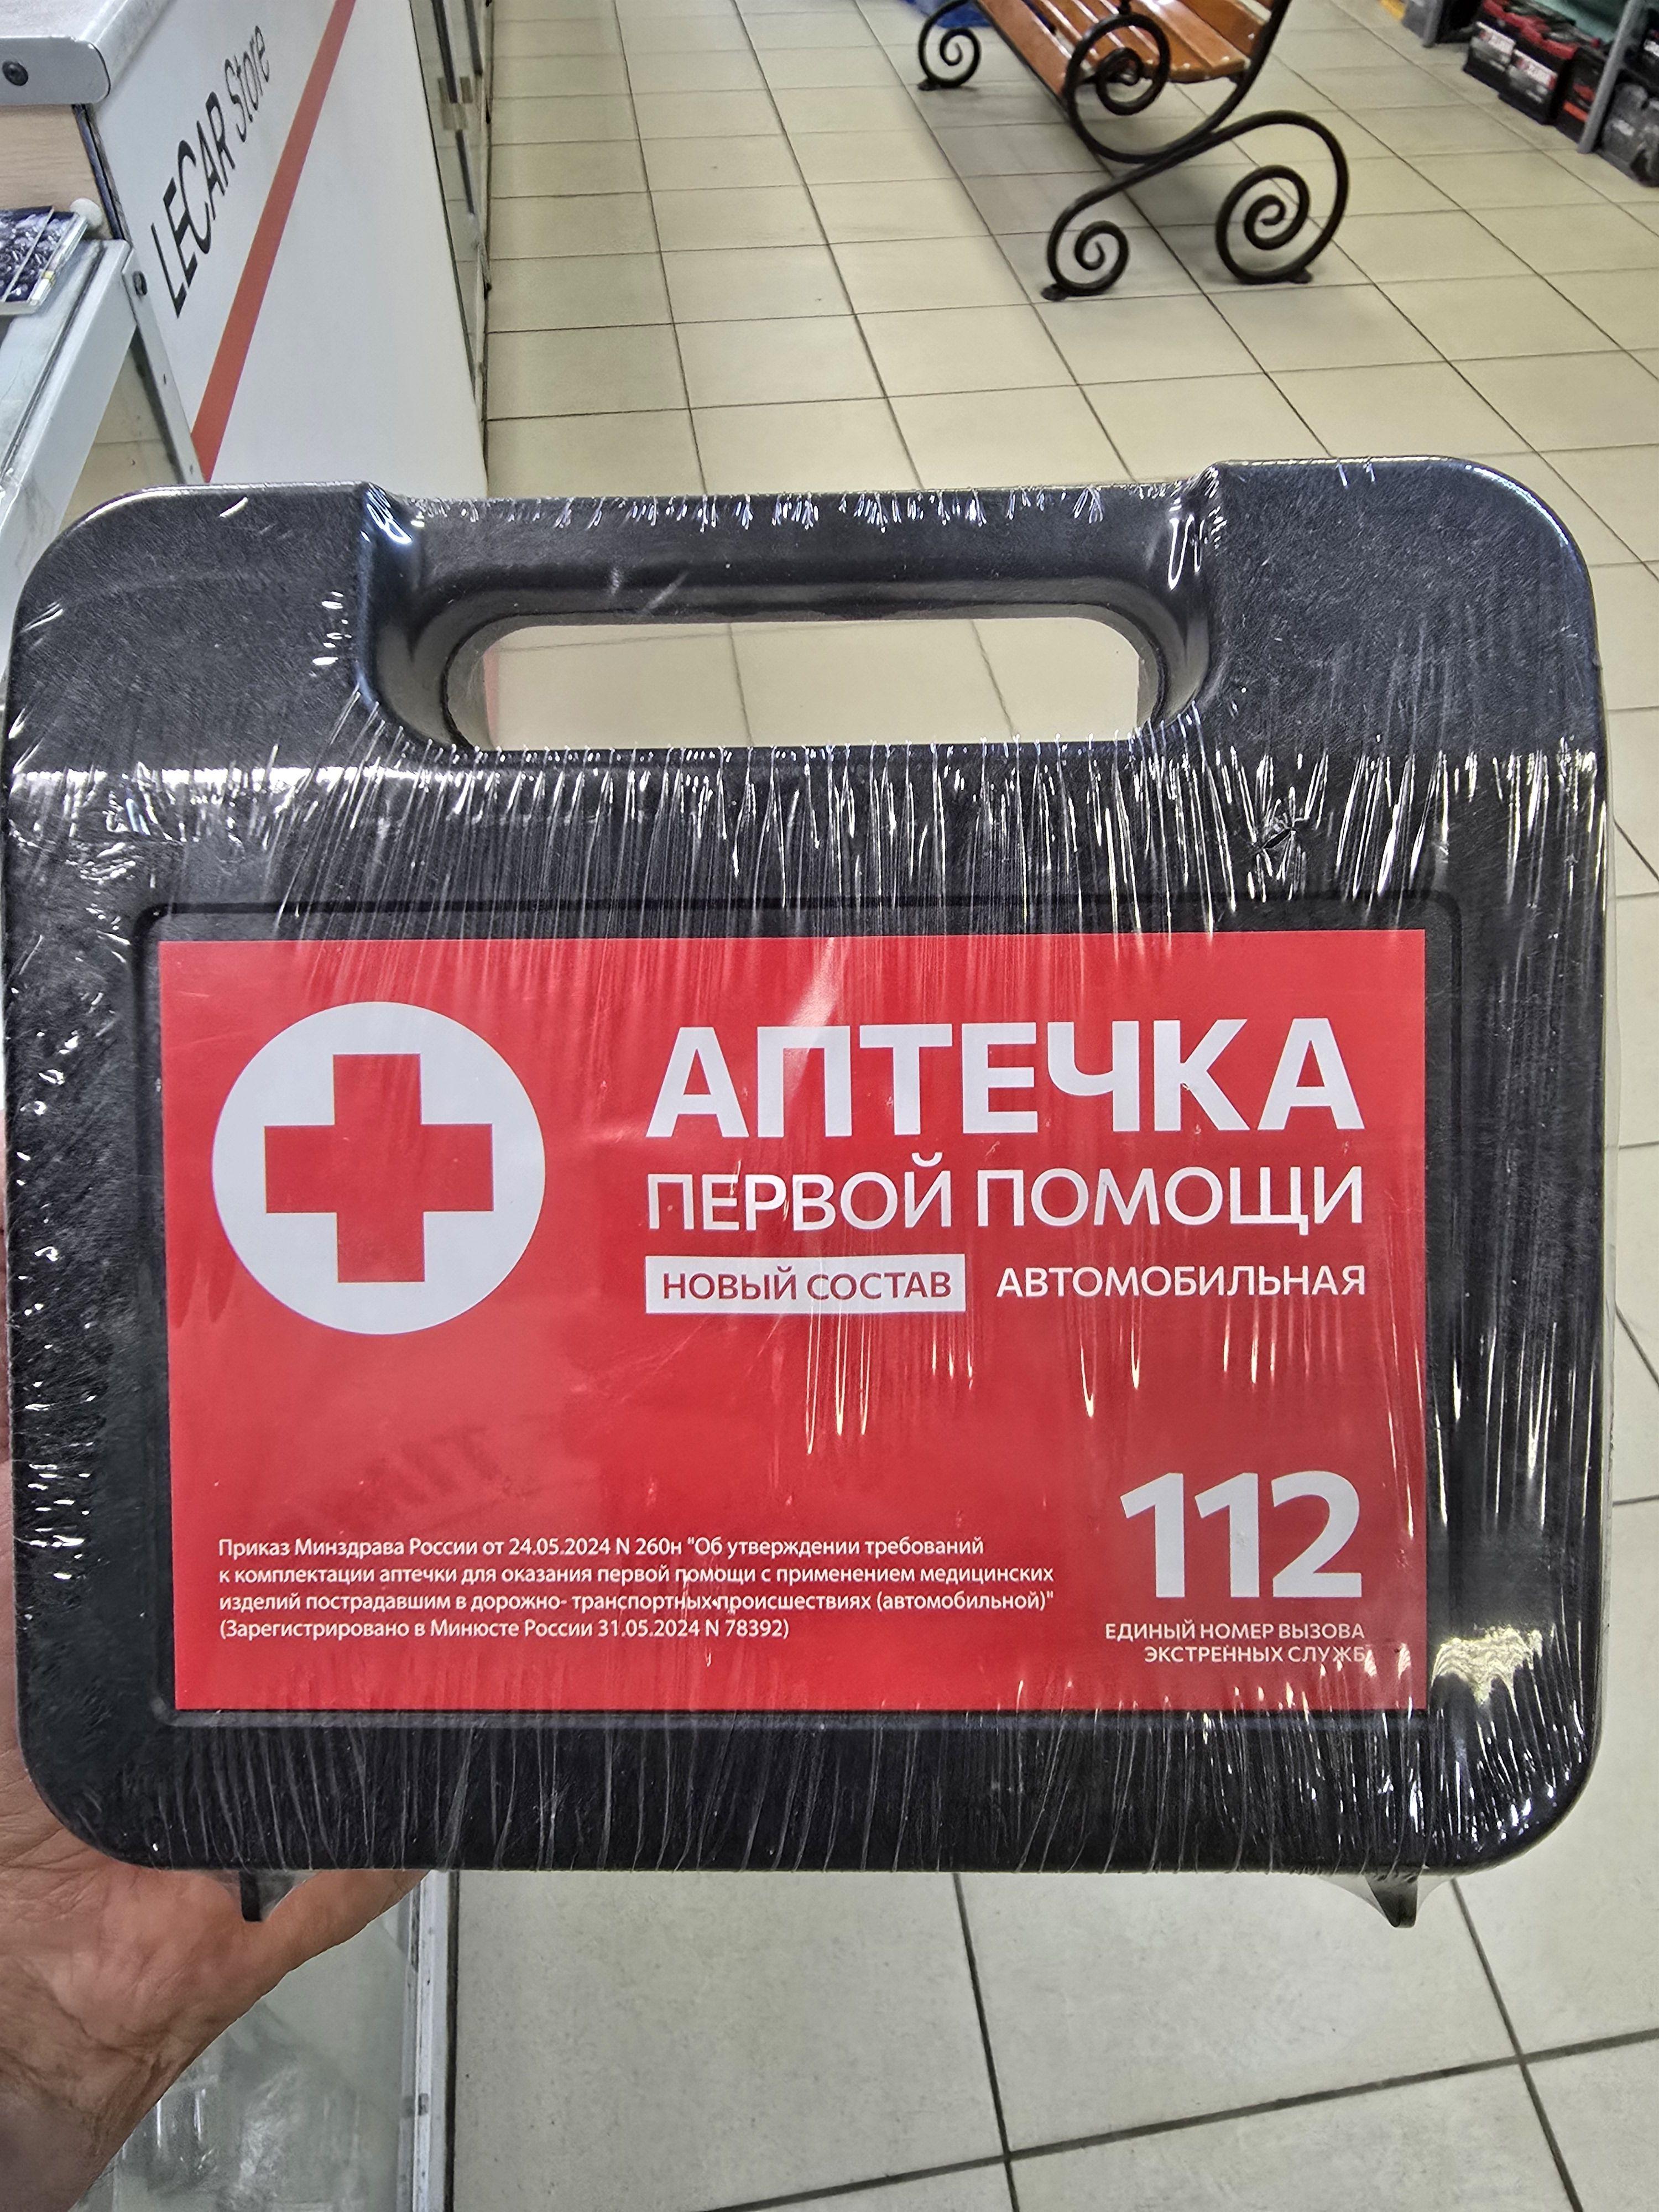 LECAR Store
АПТЕЧКА
ПЕРВОЙ ПОМОЩИ
НОВЫЙ СОСТАВ АВТОМОБИЛЬНАЯ
Приказ Минздрава России от 24.05.2024 N 260н "Об утверждении требований
к комплектации аптечки для оказания первой помощи с применением медицинских
изделий пострадавшим в дорожно- транспортных происшествиях (автомобильной)"
(Зарегистрировано в Минюсте России 31.05.2024 N 78392)
112
ЕДИНЫЙ НОМЕР ВЫЗОВА
ЭКСТРЕННЫХ СЛУЖБ